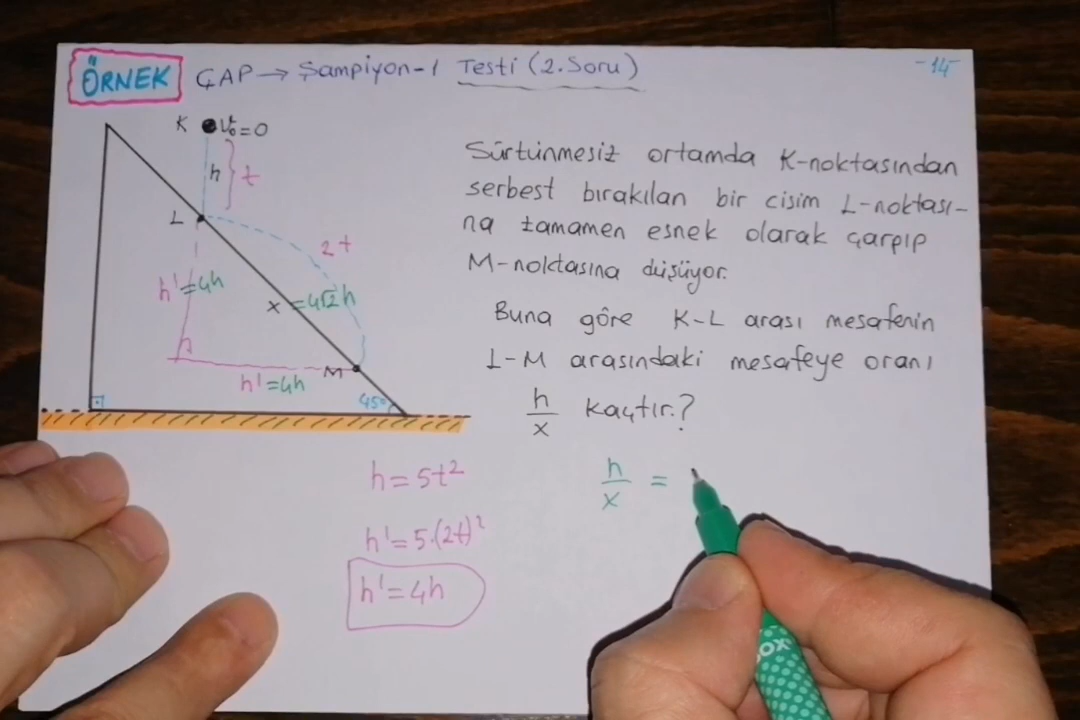 ÖRNEK ÇAP → Şampiyon-1 Testi (2.Soru) -14-
K V₀=0
h t
L
2t
h'=4h
x =4√2h
M
h'=4h
45°
Sürtünmesiz ortamda K-noktasından
serbest bırakılan bir cisim L-noktası-
na tamamen esnek olarak çarpıp
M-noktasına düşüyor.
Buna göre K-L arası mesafenin
L-M arasındaki mesafeye oranı
h/x kaçtır.?
h/x =
h=5t²
h'=5.(2t)²
h'=4h
OX